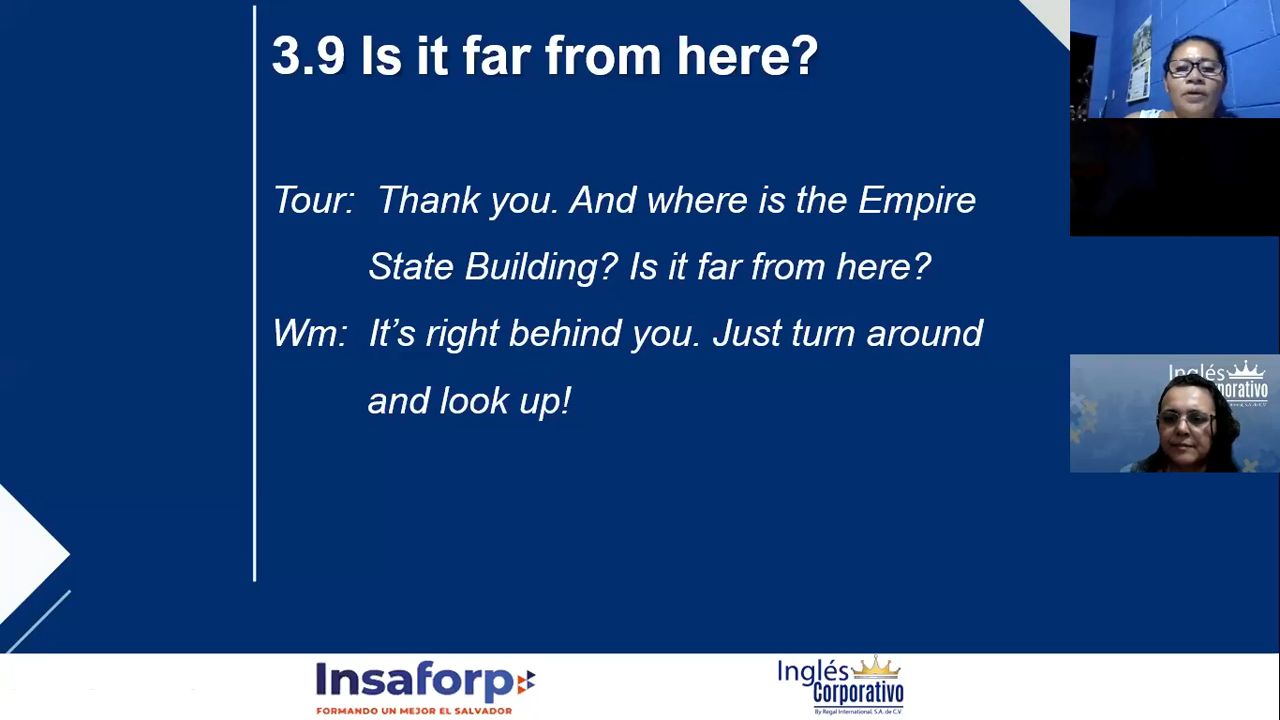 3.9 Is it far from here?
Tour: Thank you. And where is the Empire
State Building? Is it far from here?
Wm: It’s right behind you. Just turn around
and look up!
Inglés
Insaforp
FORMANDO UN MEJOR EL SALVADOR
Inglés
Corporativo
By Regal International, S.A. de C.V.